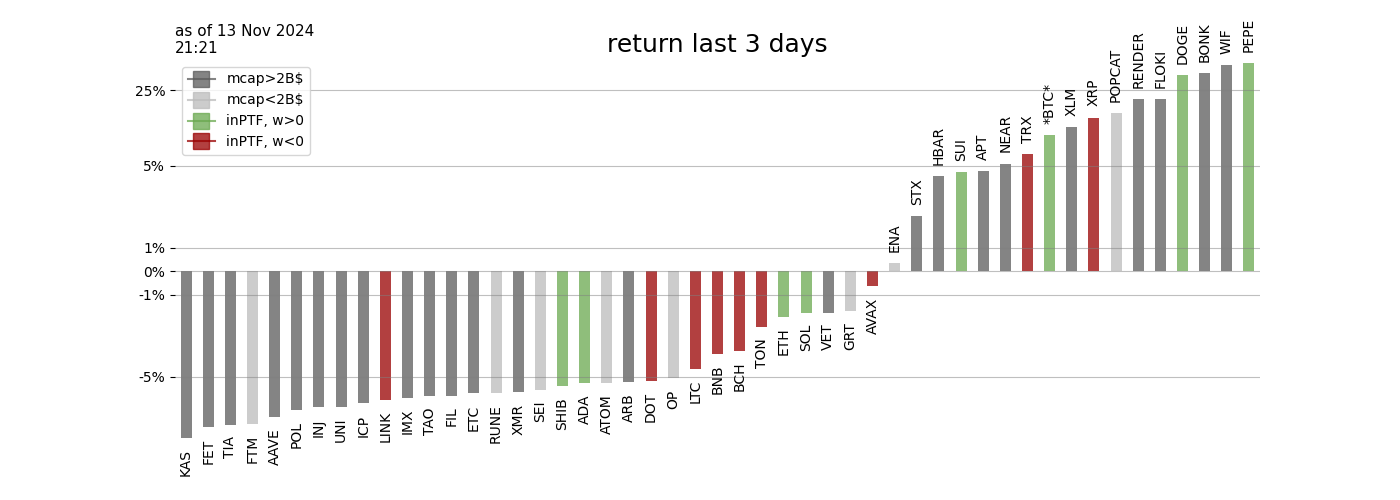 as of 13 Nov 2024
21:21
return last 3 days
mcap>2B$
mcap<2B$
inPTF, w>0
inPTF, w<0
25%
5%
1%
0%
-1%
-5%
KAS
FET
TIA
FTM
AAVE
POL
INJ
UNI
ICP
LINK
IMX
TAO
FIL
ETC
RUNE
XMR
SEI
SHIB
ADA
ATOM
ARB
DOT
OP
LTC
BNB
BCH
TON
ETH
SOL
VET
GRT
AVAX
ENA
STX
HBAR
SUI
APT
NEAR
TRX
*BTC*
XLM
XRP
POPCAT
RENDER
FLOKI
DOGE
BONK
WIF
PEPE